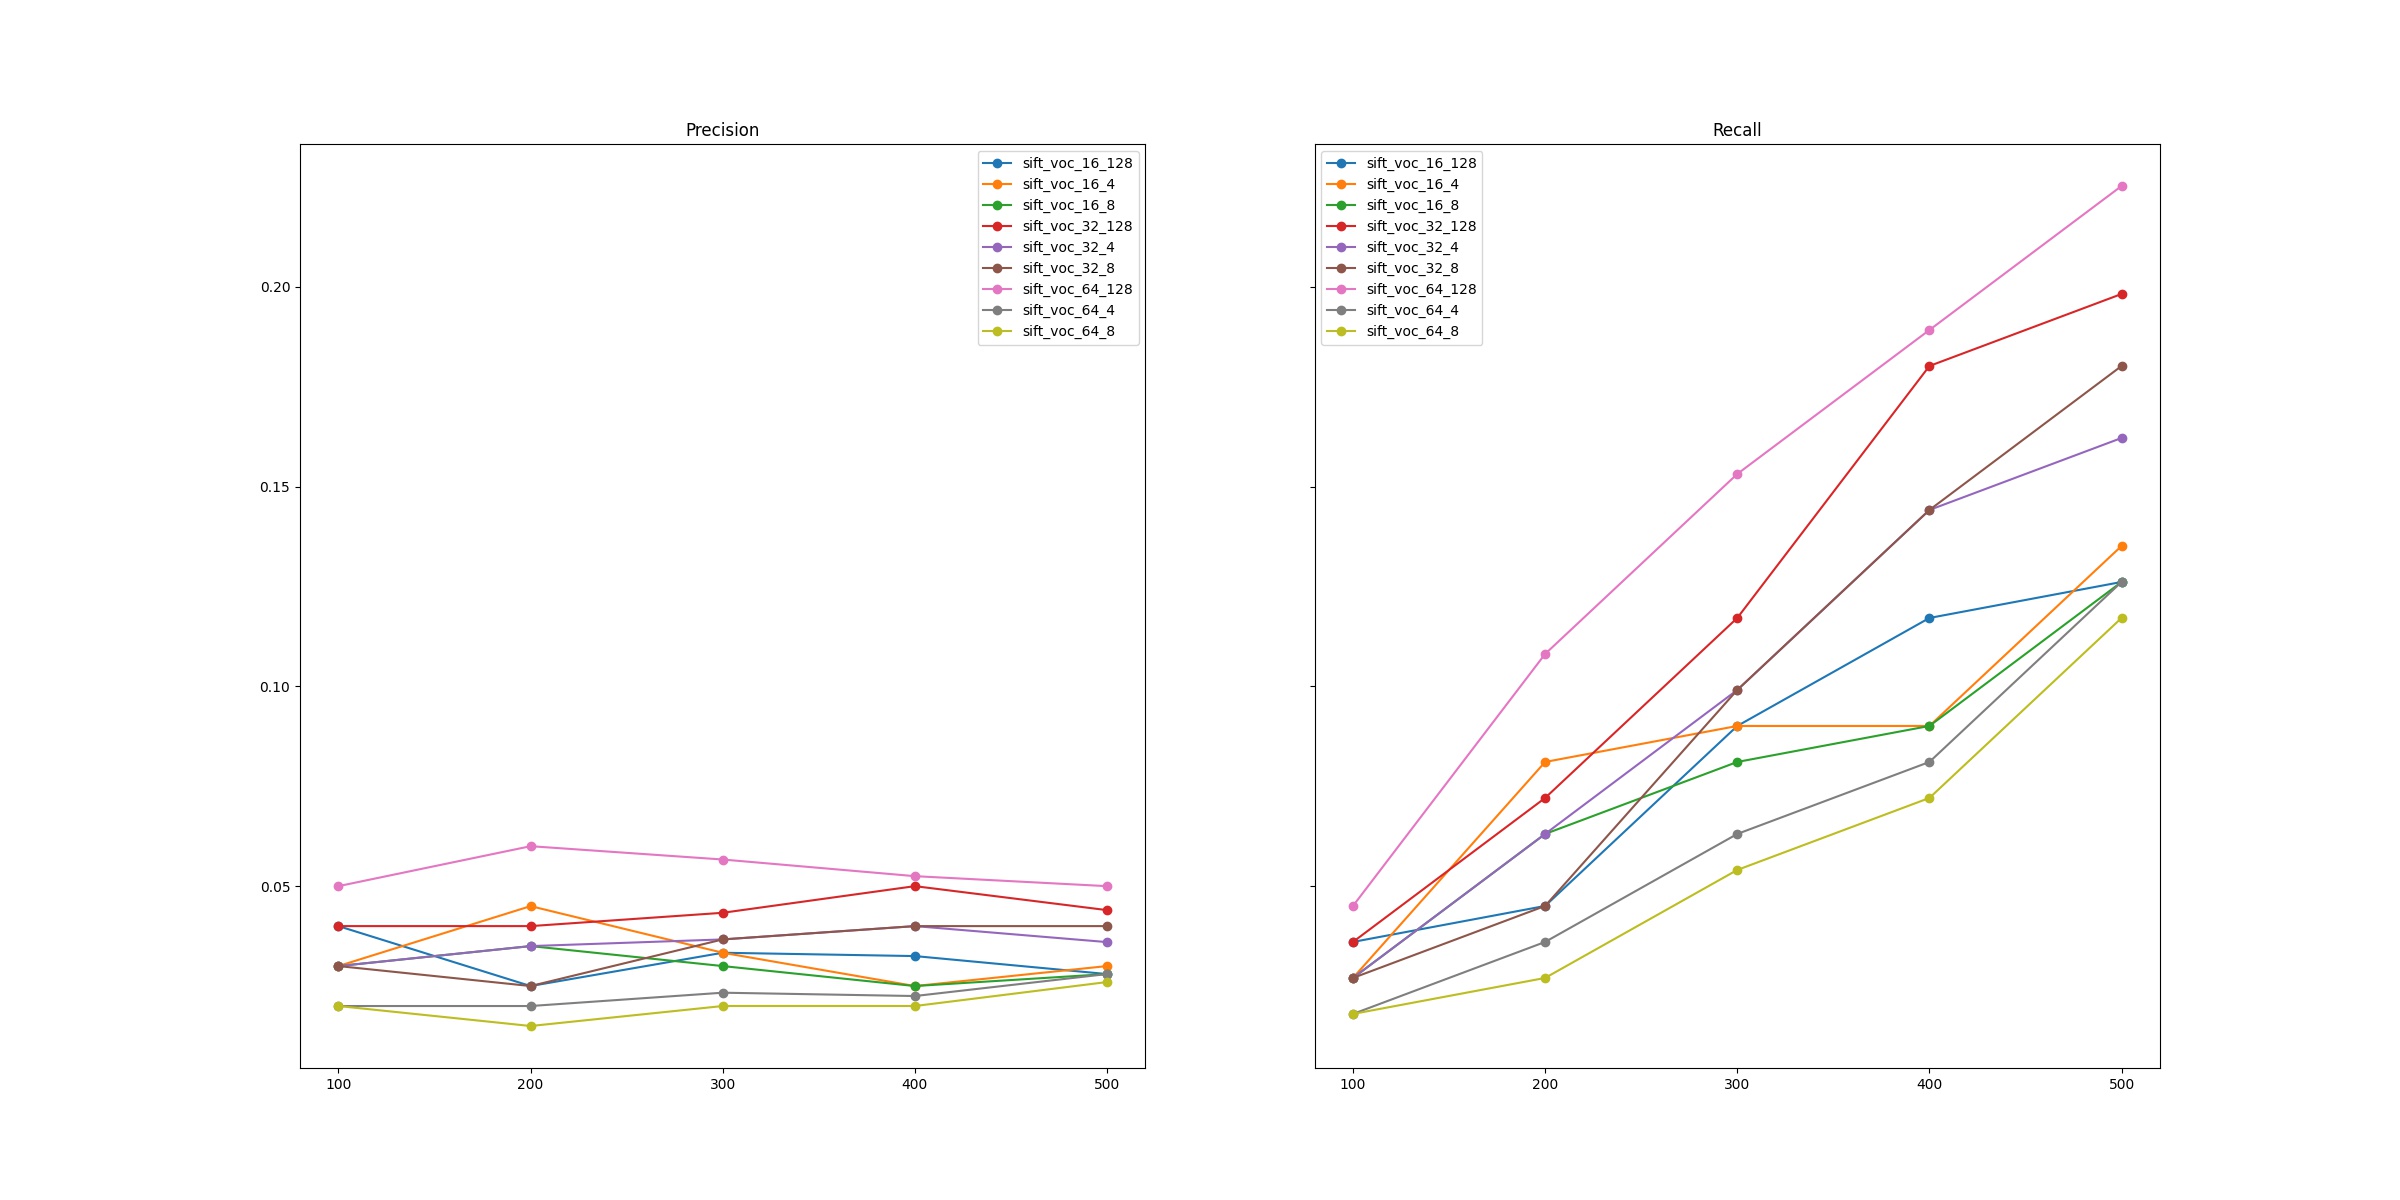 Precision
sift_voc_16_128
sift_voc_16_4
sift_voc_16_8
sift_voc_32_128
sift_voc_32_4
sift_voc_32_8
sift_voc_64_128
sift_voc_64_4
sift_voc_64_8
0.20
0.15
0.10
0.05
100 200 300 400 500
Recall
sift_voc_16_128
sift_voc_16_4
sift_voc_16_8
sift_voc_32_128
sift_voc_32_4
sift_voc_32_8
sift_voc_64_128
sift_voc_64_4
sift_voc_64_8
100 200 300 400 500